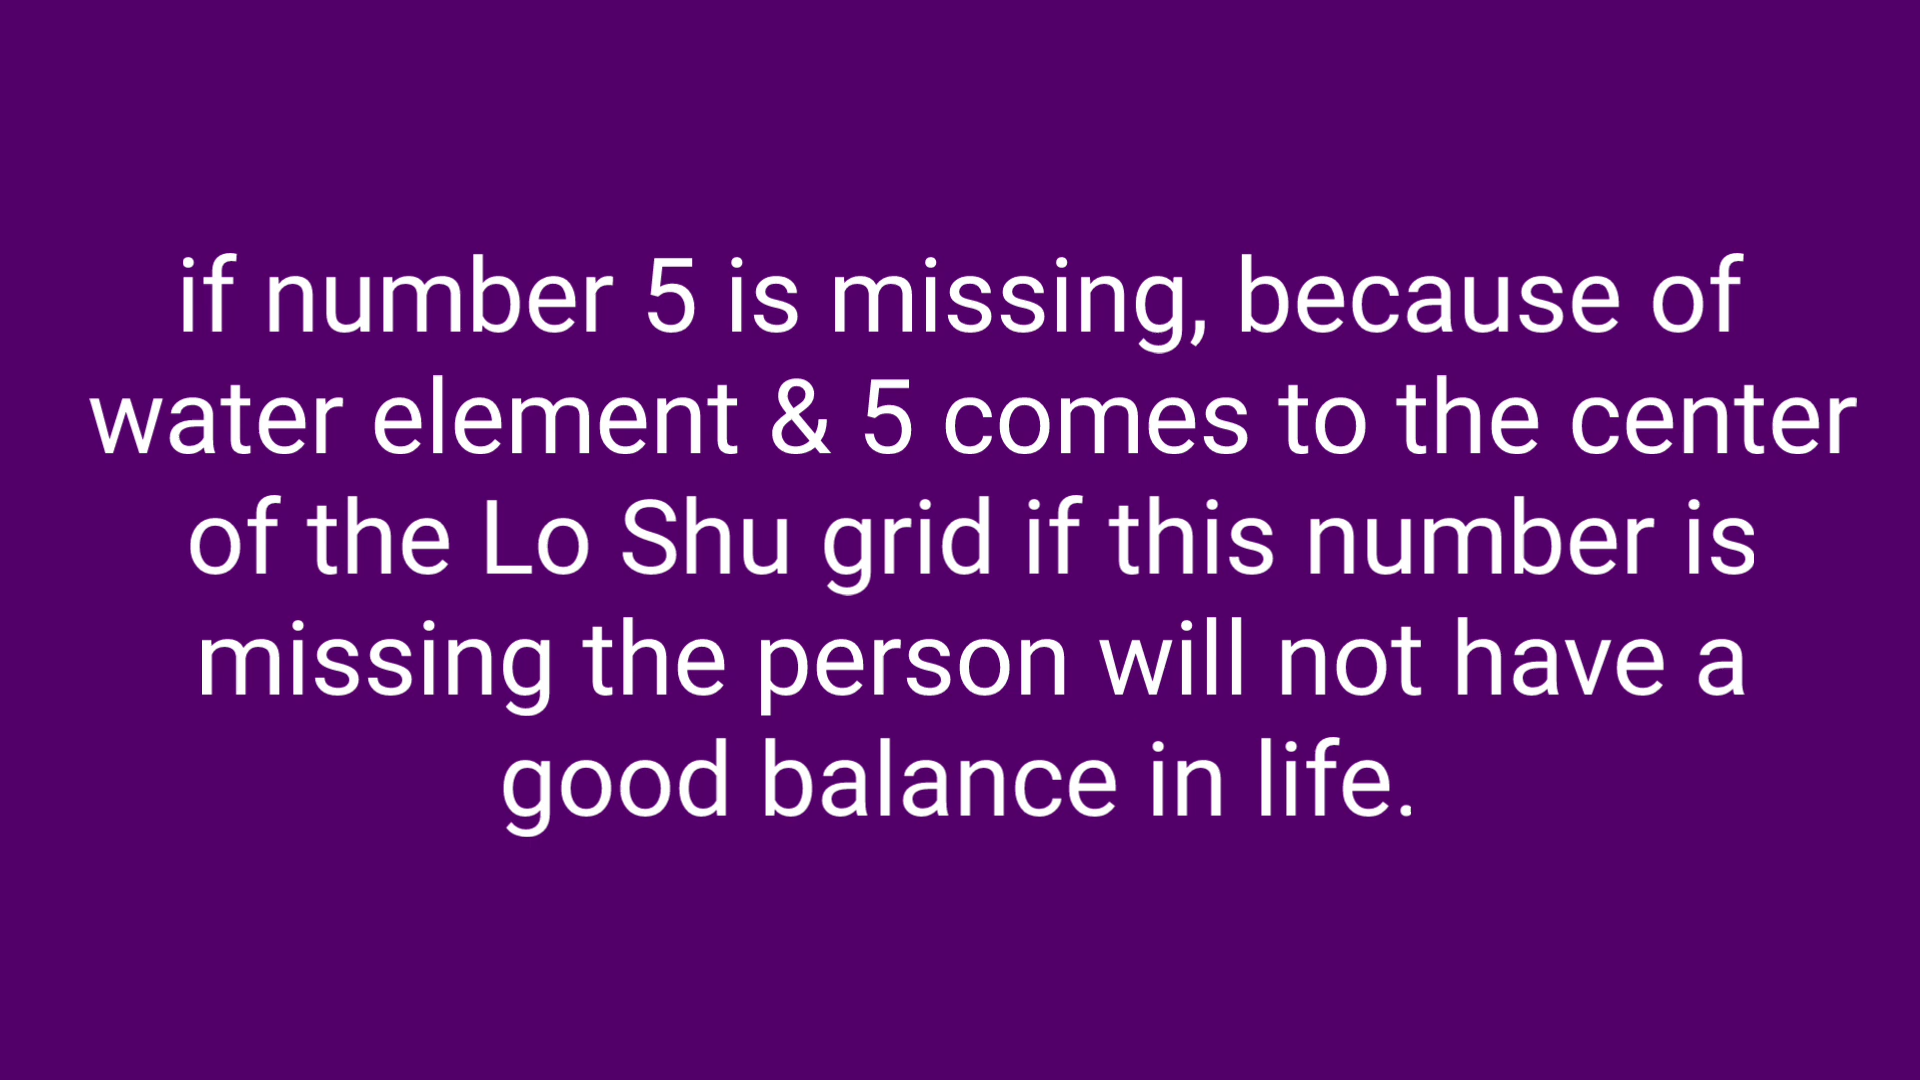 if number 5 is missing, because of
water element & 5 comes to the center
of the Lo Shu grid if this number is
missing the person will not have a
good balance in life.